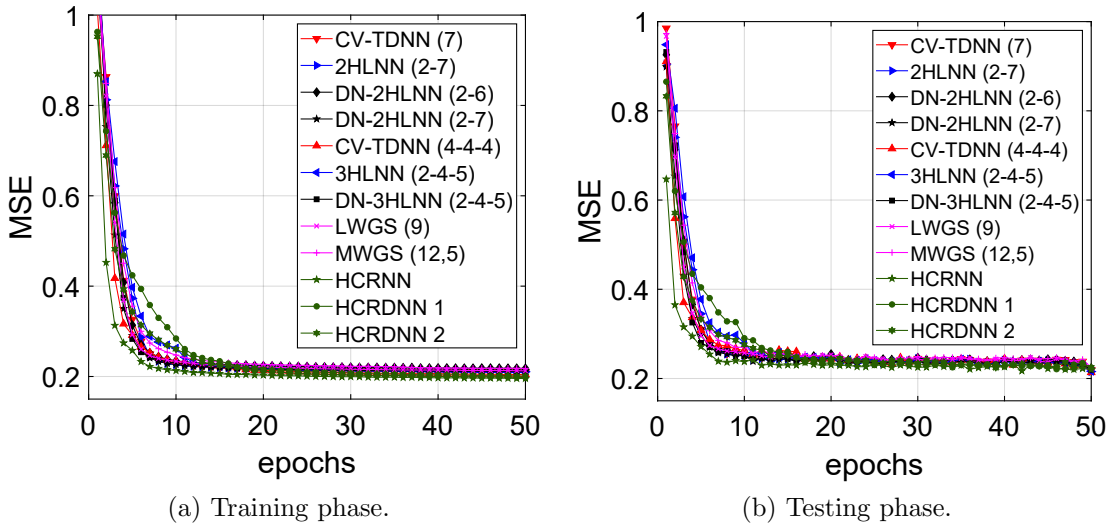 1
0.8
0.6
0.4
0.2
MSE
0
10
20
30
40
50
epochs
CV-TDNN (7)
2HLNN (2-7)
DN-2HLNN (2-6)
DN-2HLNN (2-7)
CV-TDNN (4-4-4)
3HLNN (2-4-5)
DN-3HLNN (2-4-5)
LWGS (9)
MWGS (12,5)
HCRNN
HCRDNN 1
HCRDNN 2
(a) Training phase.
1
0.8
0.6
0.4
0.2
MSE
0
10
20
30
40
50
epochs
CV-TDNN (7)
2HLNN (2-7)
DN-2HLNN (2-6)
DN-2HLNN (2-7)
CV-TDNN (4-4-4)
3HLNN (2-4-5)
DN-3HLNN (2-4-5)
LWGS (9)
MWGS (12,5)
HCRNN
HCRDNN 1
HCRDNN 2
(b) Testing phase.